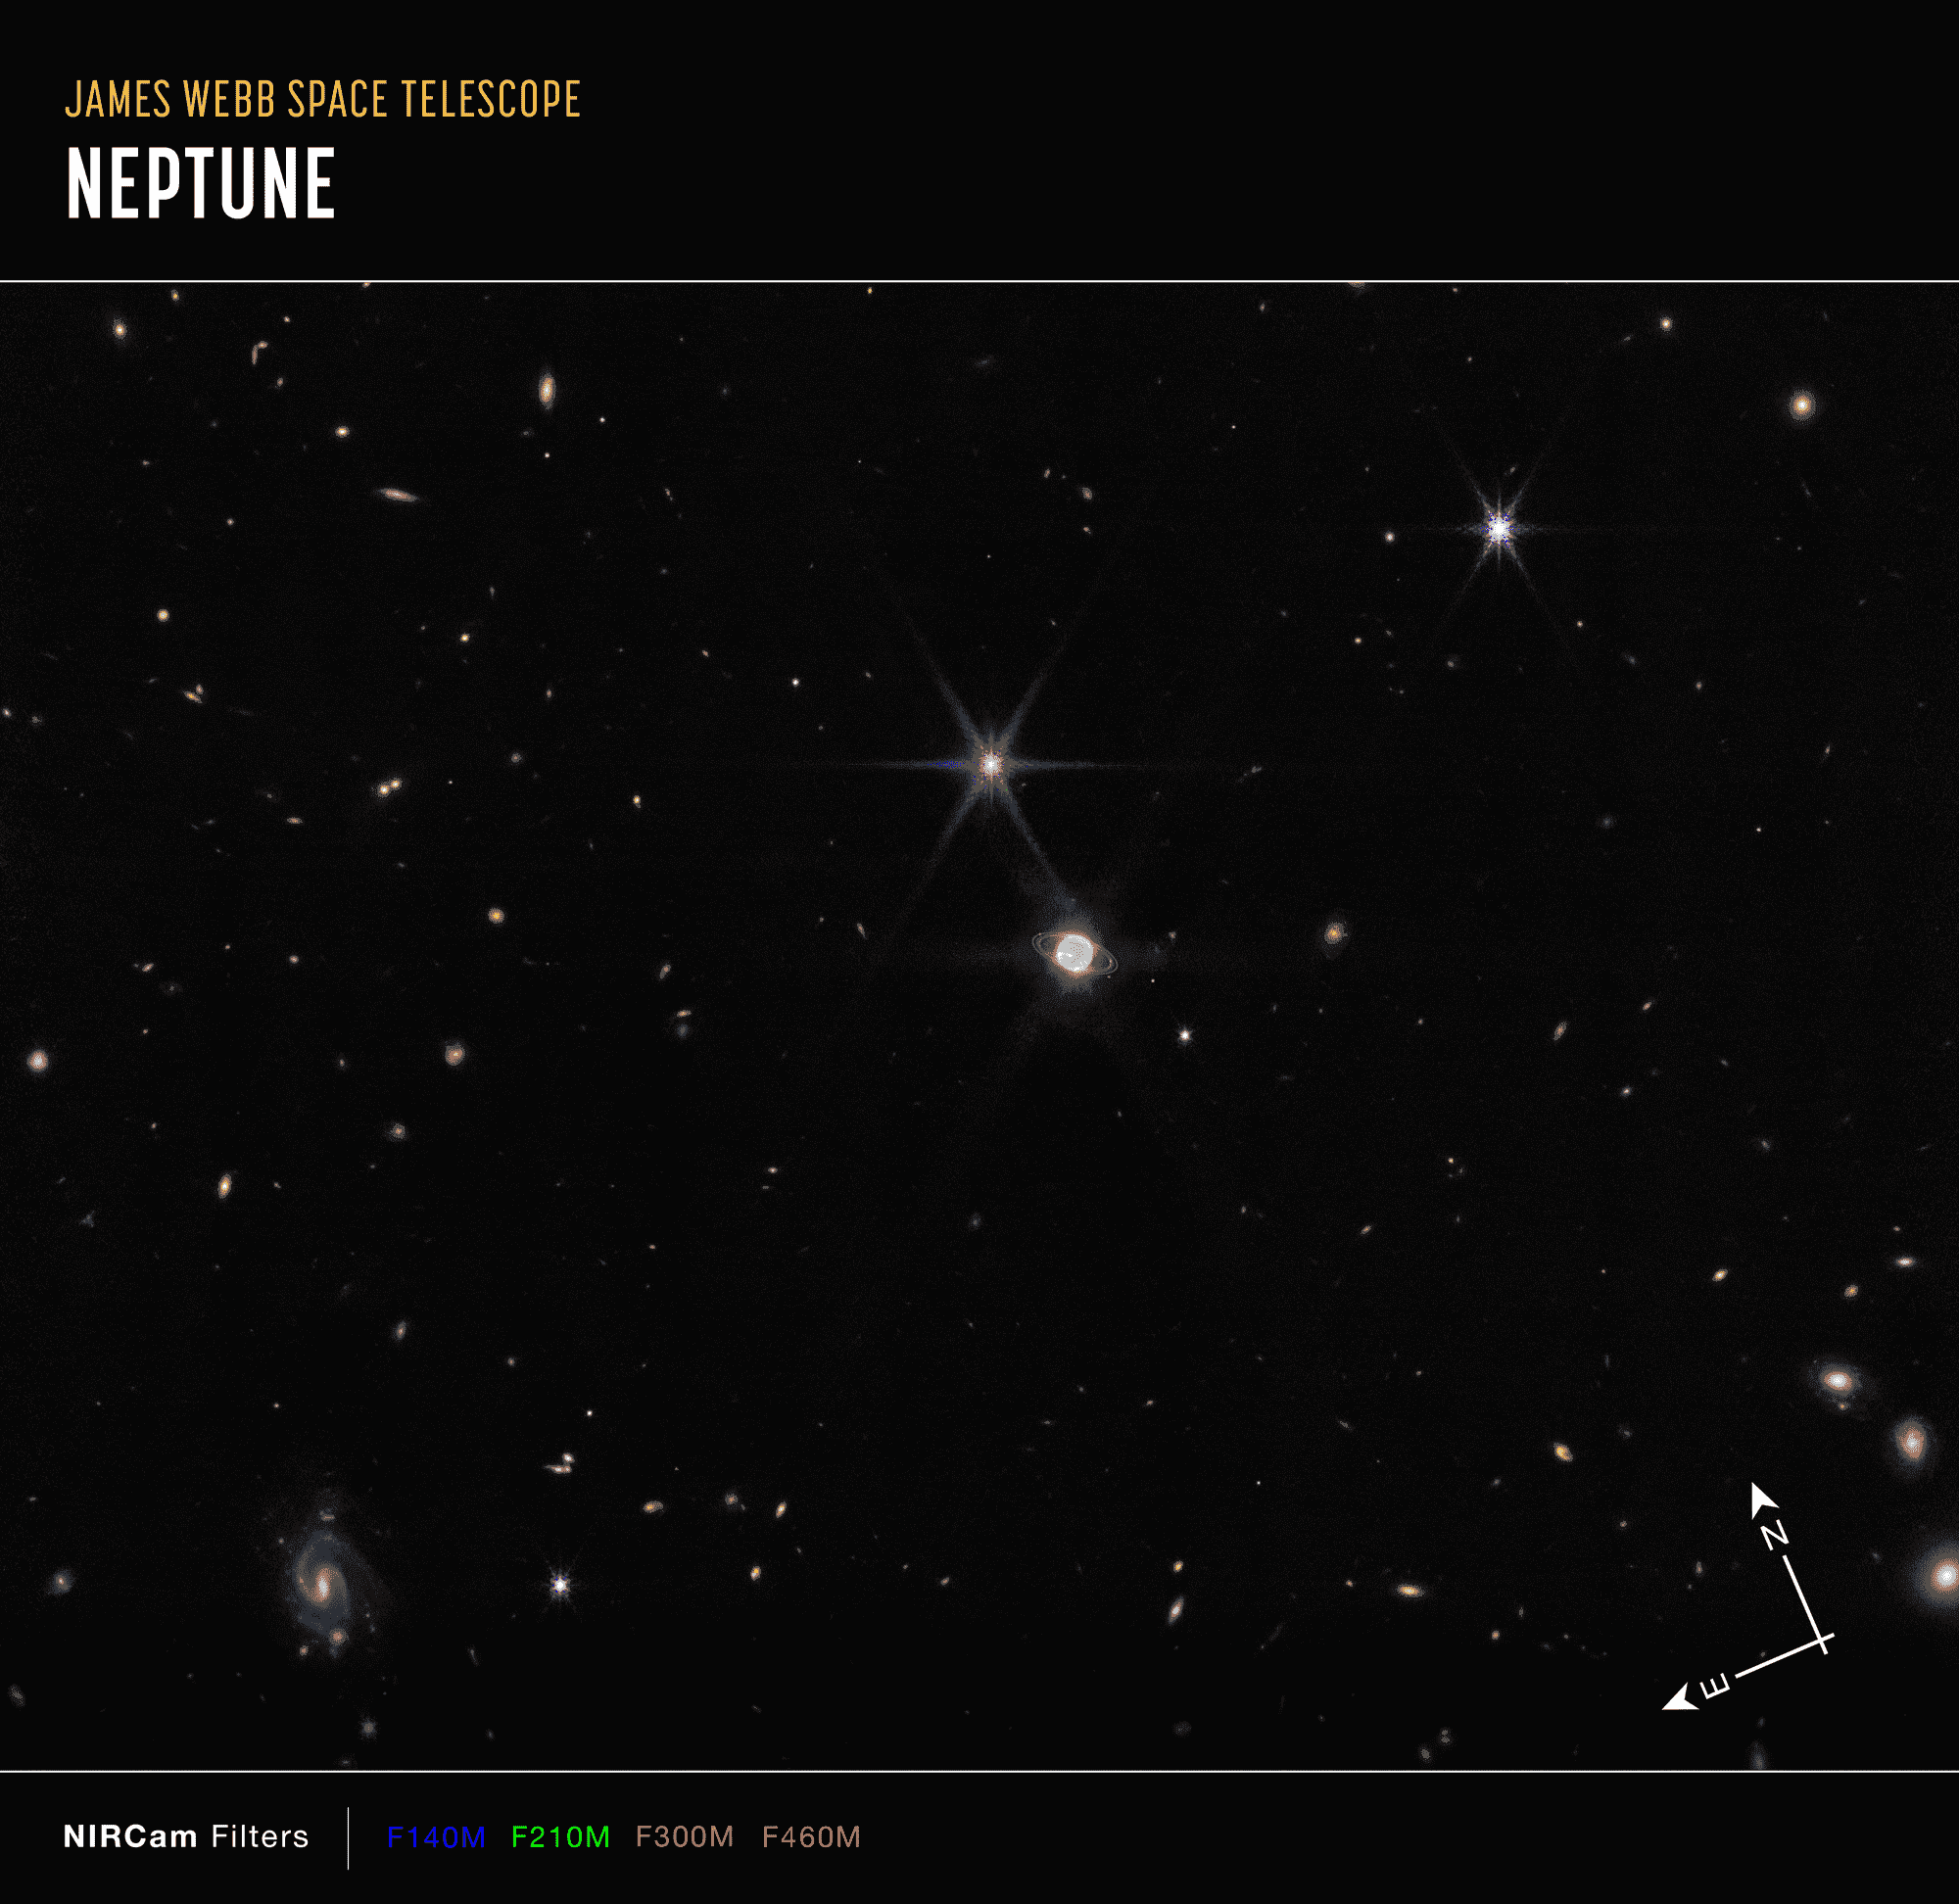 JAMES WEBB SPACE TELESCOPE
NEPTUNE
N
E
NIRCam Filters F140M F210M F300M F460M